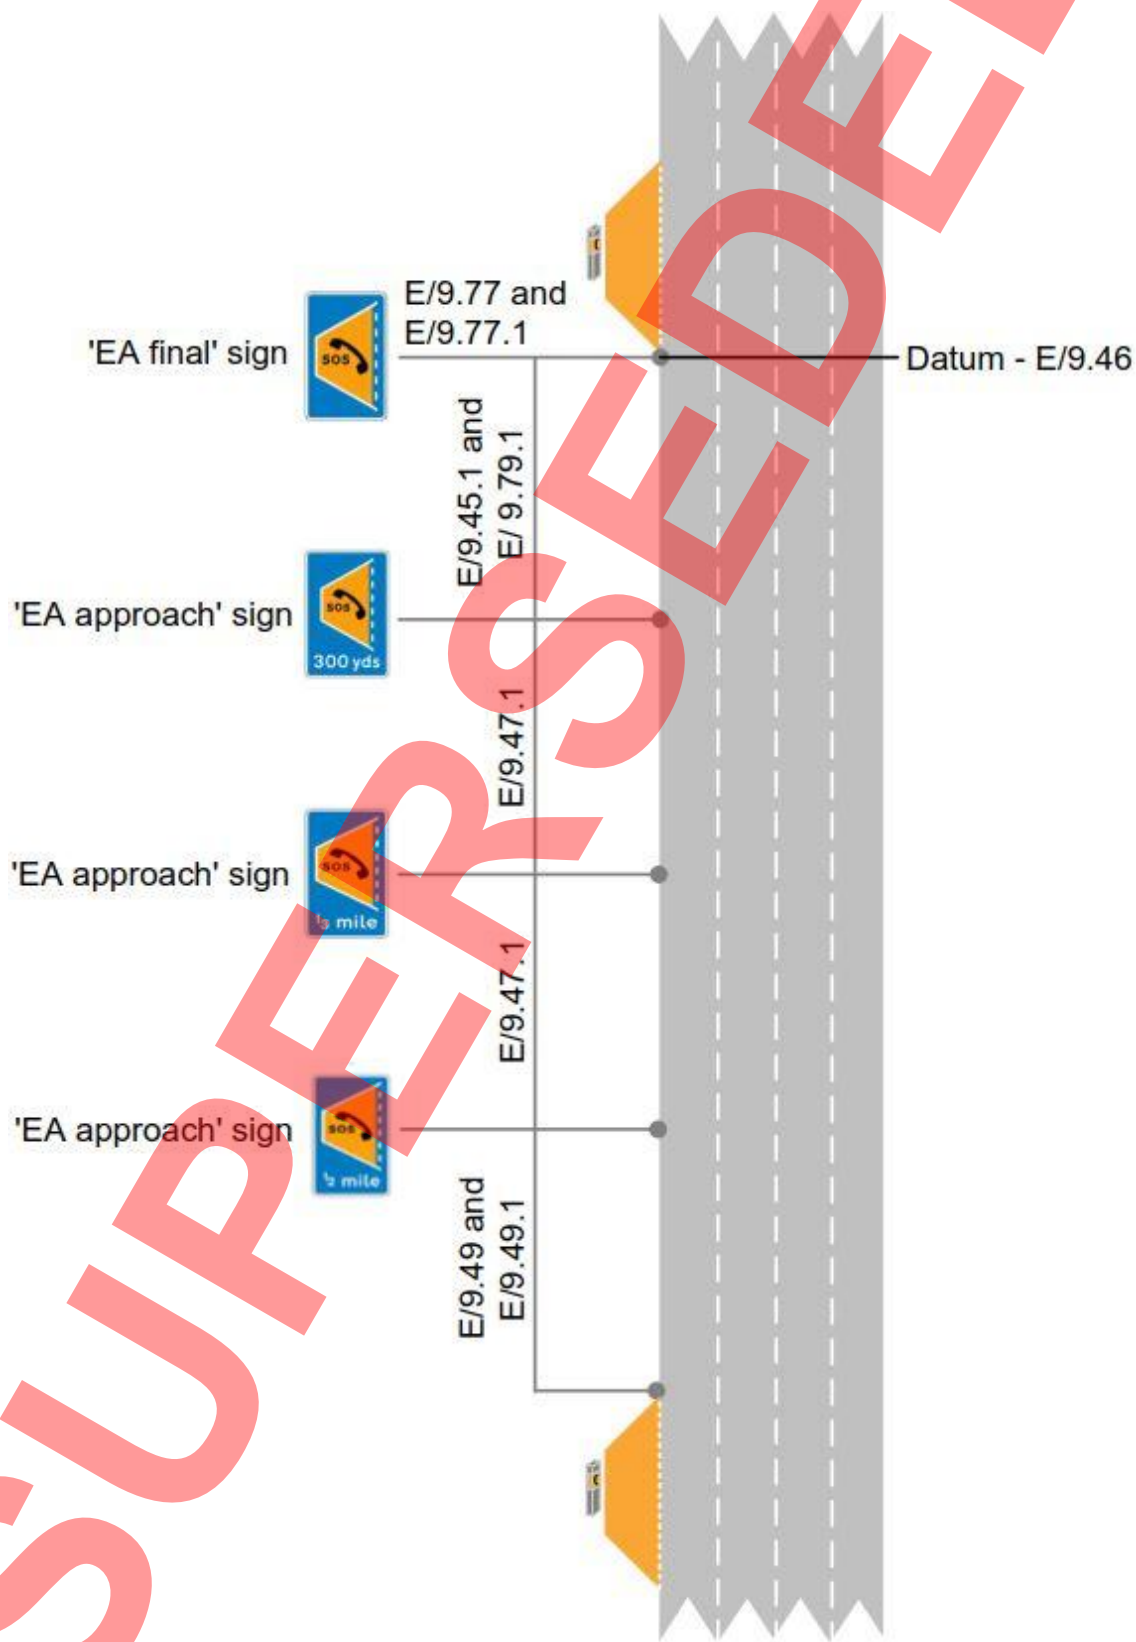 E/9.77 and
E/9.77.1
'EA final' sign
sos
Datum - E/9.46
E/9.45.1 and
E/ 9.79.1
'EA approach' sign
sos
300 yds
E/9.47.1
'EA approach' sign
sos
⅓ mile
E/9.47.1
'EA approach' sign
sos
½ mile
E/9.49 and
E/9.49.1
SUPERSEDED